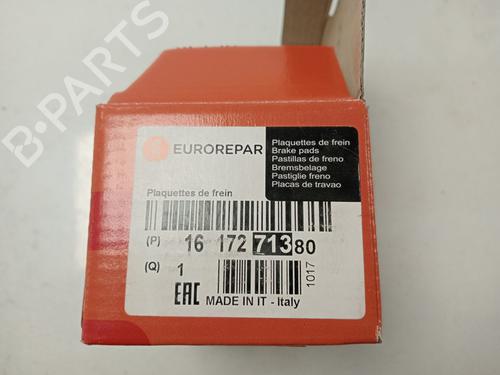 B-PARTS
EUROREPAR
Plaquettes de frein
Brake pads
Pastillas de freno
Bremsbelage
Pastiglie freno
Placas de travao
Plaquettes de frein
(P) 16 172 713 80
(Q) 1
1017
EAC MADE IN IT - Italy